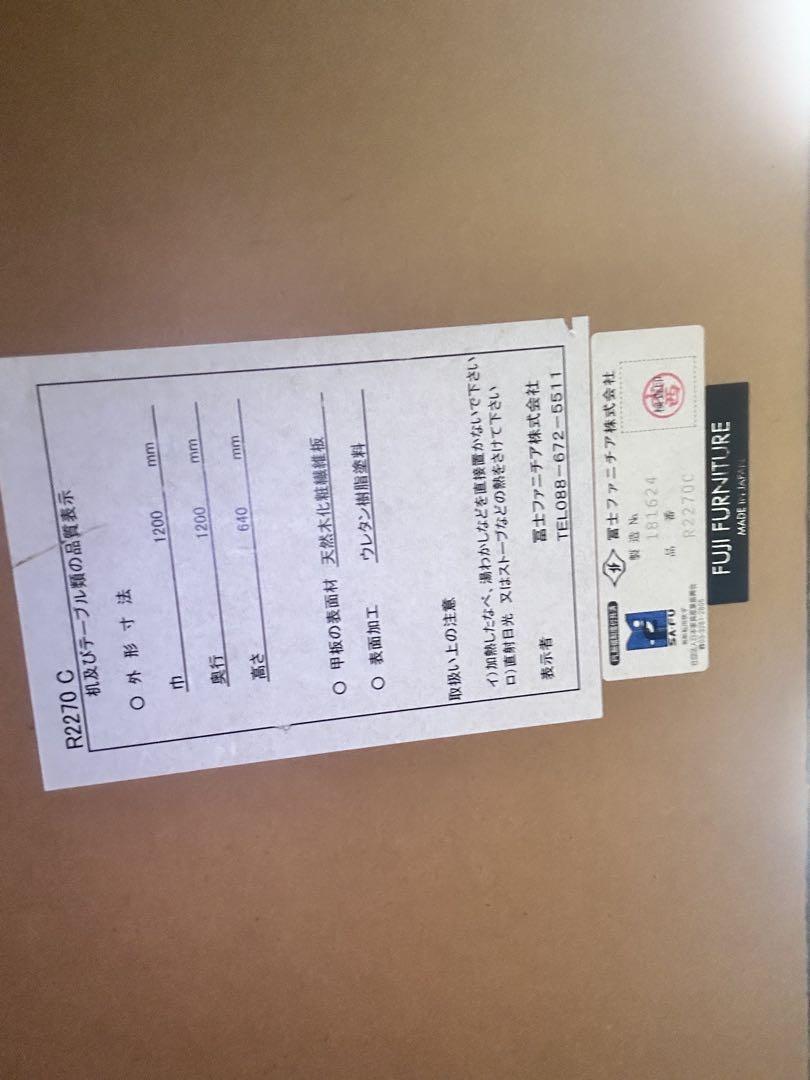 R2270 C
机及びテーブル類の品質表示
○ 外 形 寸 法
巾 1200 mm
奥行 1200 mm
高さ 640 mm
○ 甲板の表面材 天然木化粧繊維板
○ 表面加工 ウレタン樹脂塗料
取扱い上の注意
イ)加熱したなべ、湯わかしなどを直接置かないで下さい
ロ)直射日光 又はストーブなどの熱をさけて下さい
表示者 冨士ファニチア株式会社
TEL088-672-5511
冨士ファニチア株式会社
製造 №
181624
品 番
R2270C
SAFU
FUJI FURNITURE
MADE IN JAPAN